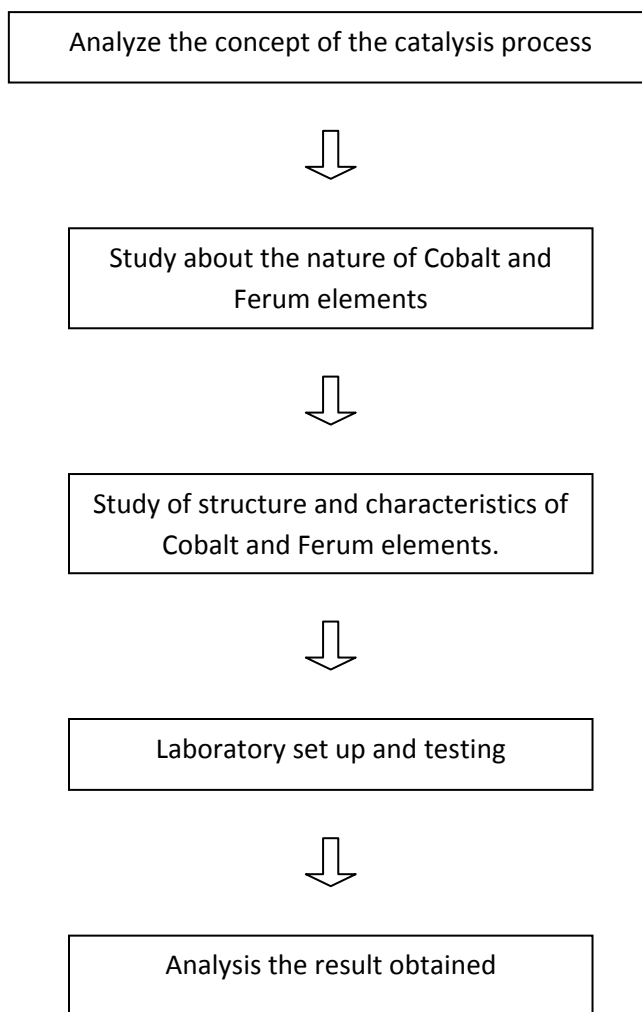 Analyze the concept of the catalysis process
Study about the nature of Cobalt and
Ferum elements
Study of structure and characteristics of
Cobalt and Ferum elements.
Laboratory set up and testing
Analysis the result obtained